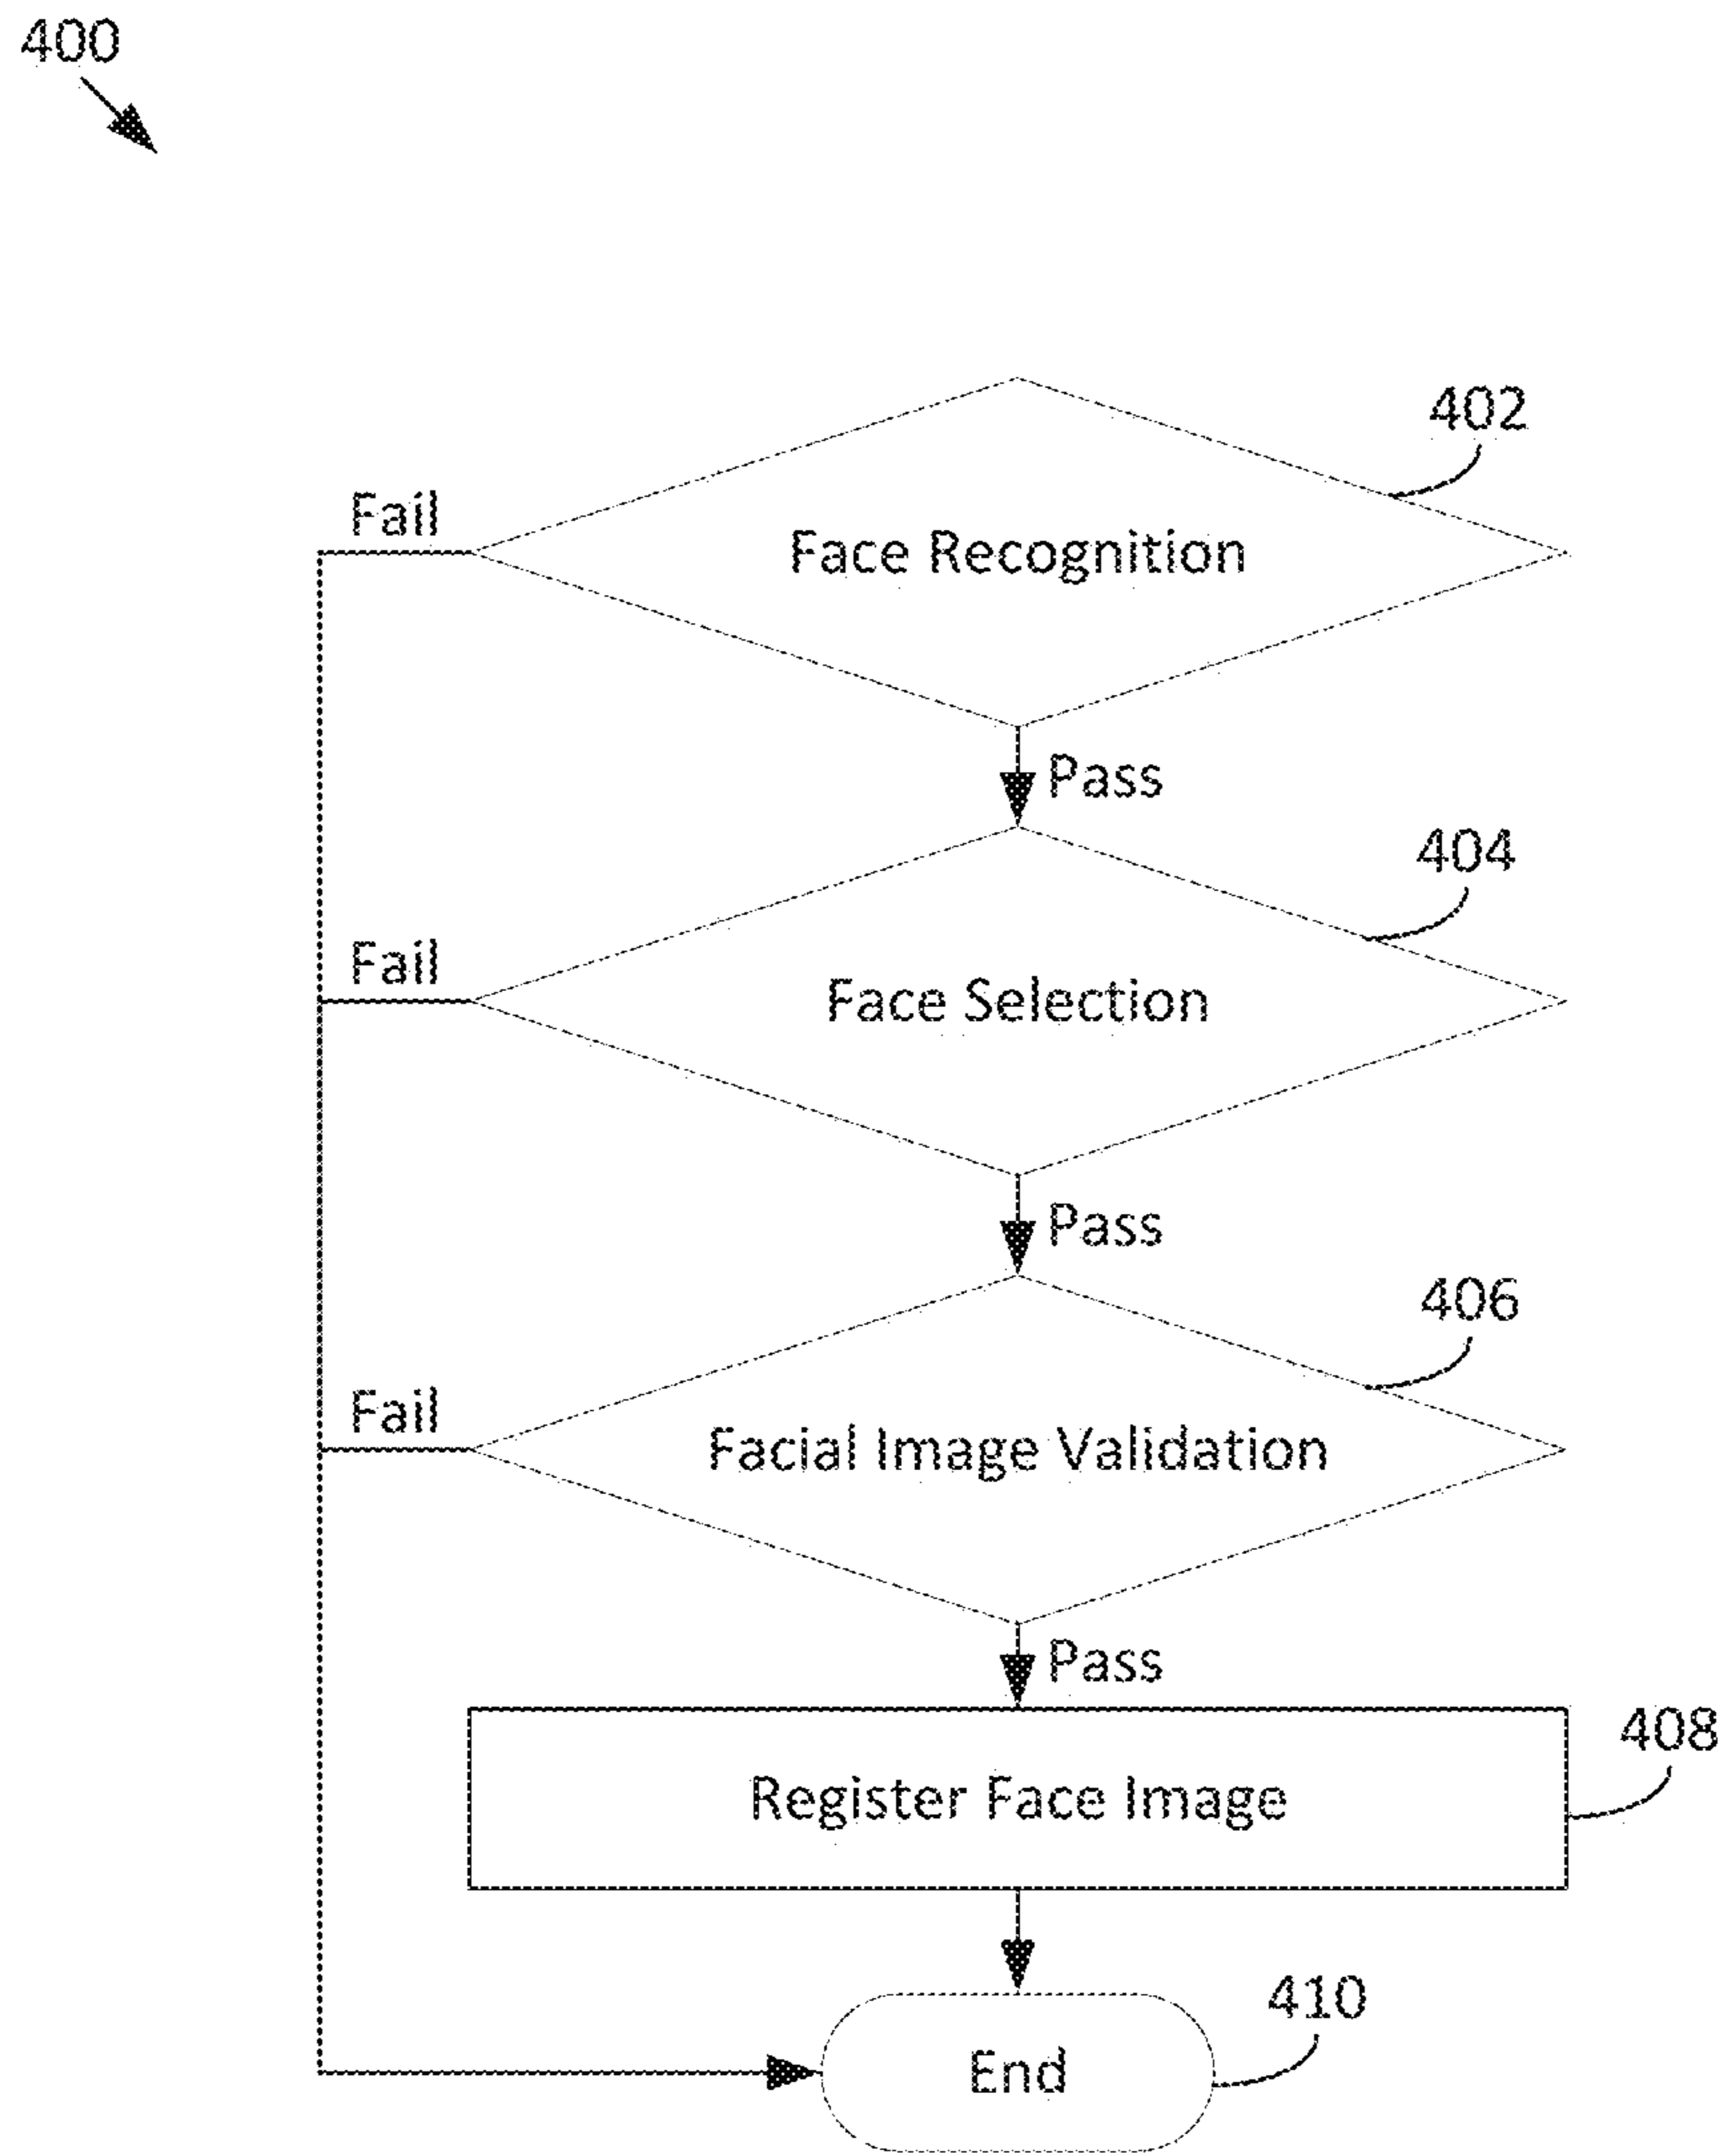 400
402
Fail
Face Recognition
Pass
404
Fail
Face Selection
Pass
406
Fail
Facial Image Validation
Pass
408
Register Face Image
410
End